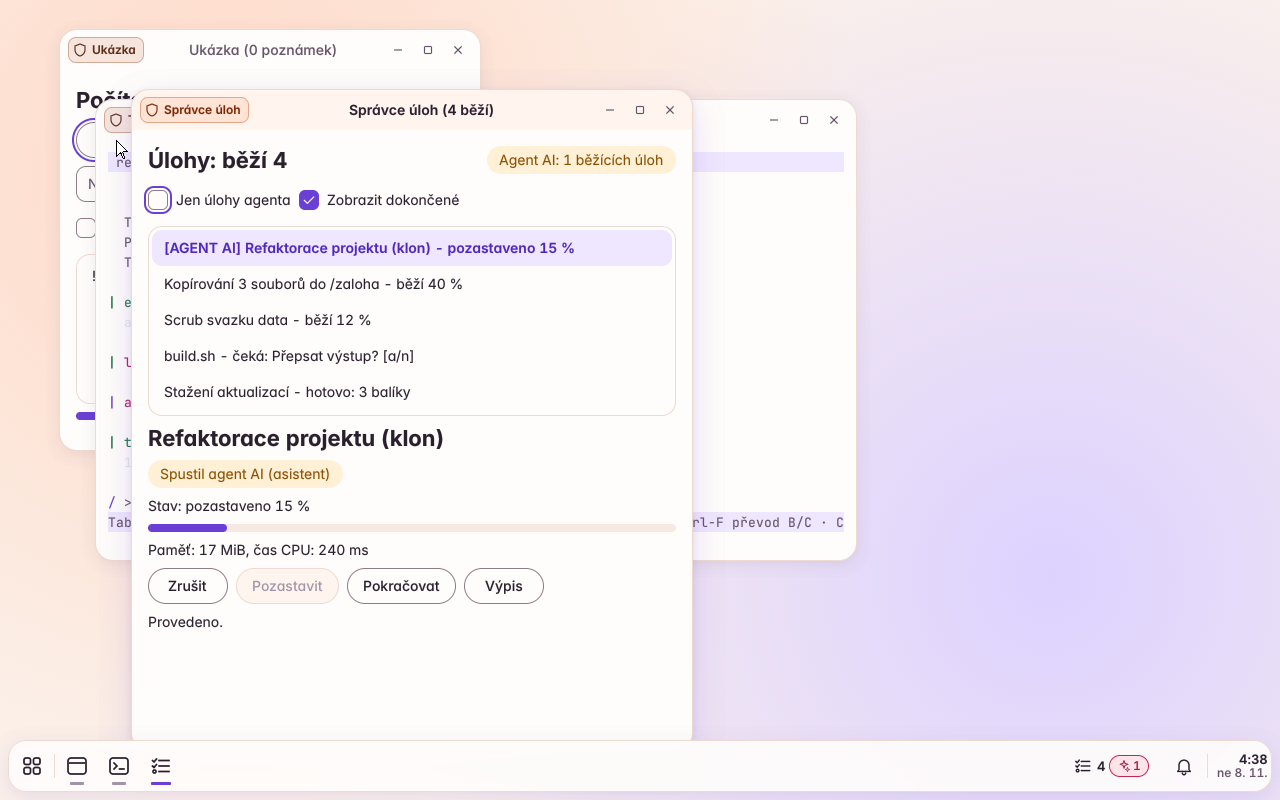 Ukázka
Ukázka (0 poznámek)
Správce úloh
Správce úloh (4 běží)
Úlohy: běží 4
Agent AI: 1 běžících úloh
Jen úlohy agenta
Zobrazit dokončené
[AGENT AI] Refaktorace projektu (klon) - pozastaveno 15 %
Kopírování 3 souborů do /zaloha - běží 40 %
Scrub svazku data - běží 12 %
build.sh - čeká: Přepsat výstup? [a/n]
Stažení aktualizací - hotovo: 3 balíky
Refaktorace projektu (klon)
Spustil agent AI (asistent)
Stav: pozastaveno 15 %
Paměť: 17 MiB, čas CPU: 240 ms
Zrušit
Pozastavit
Pokračovat
Výpis
Provedeno.
/ >
Tab
rl-F převod B/C · C
4
1
4:38
ne 8. 11.